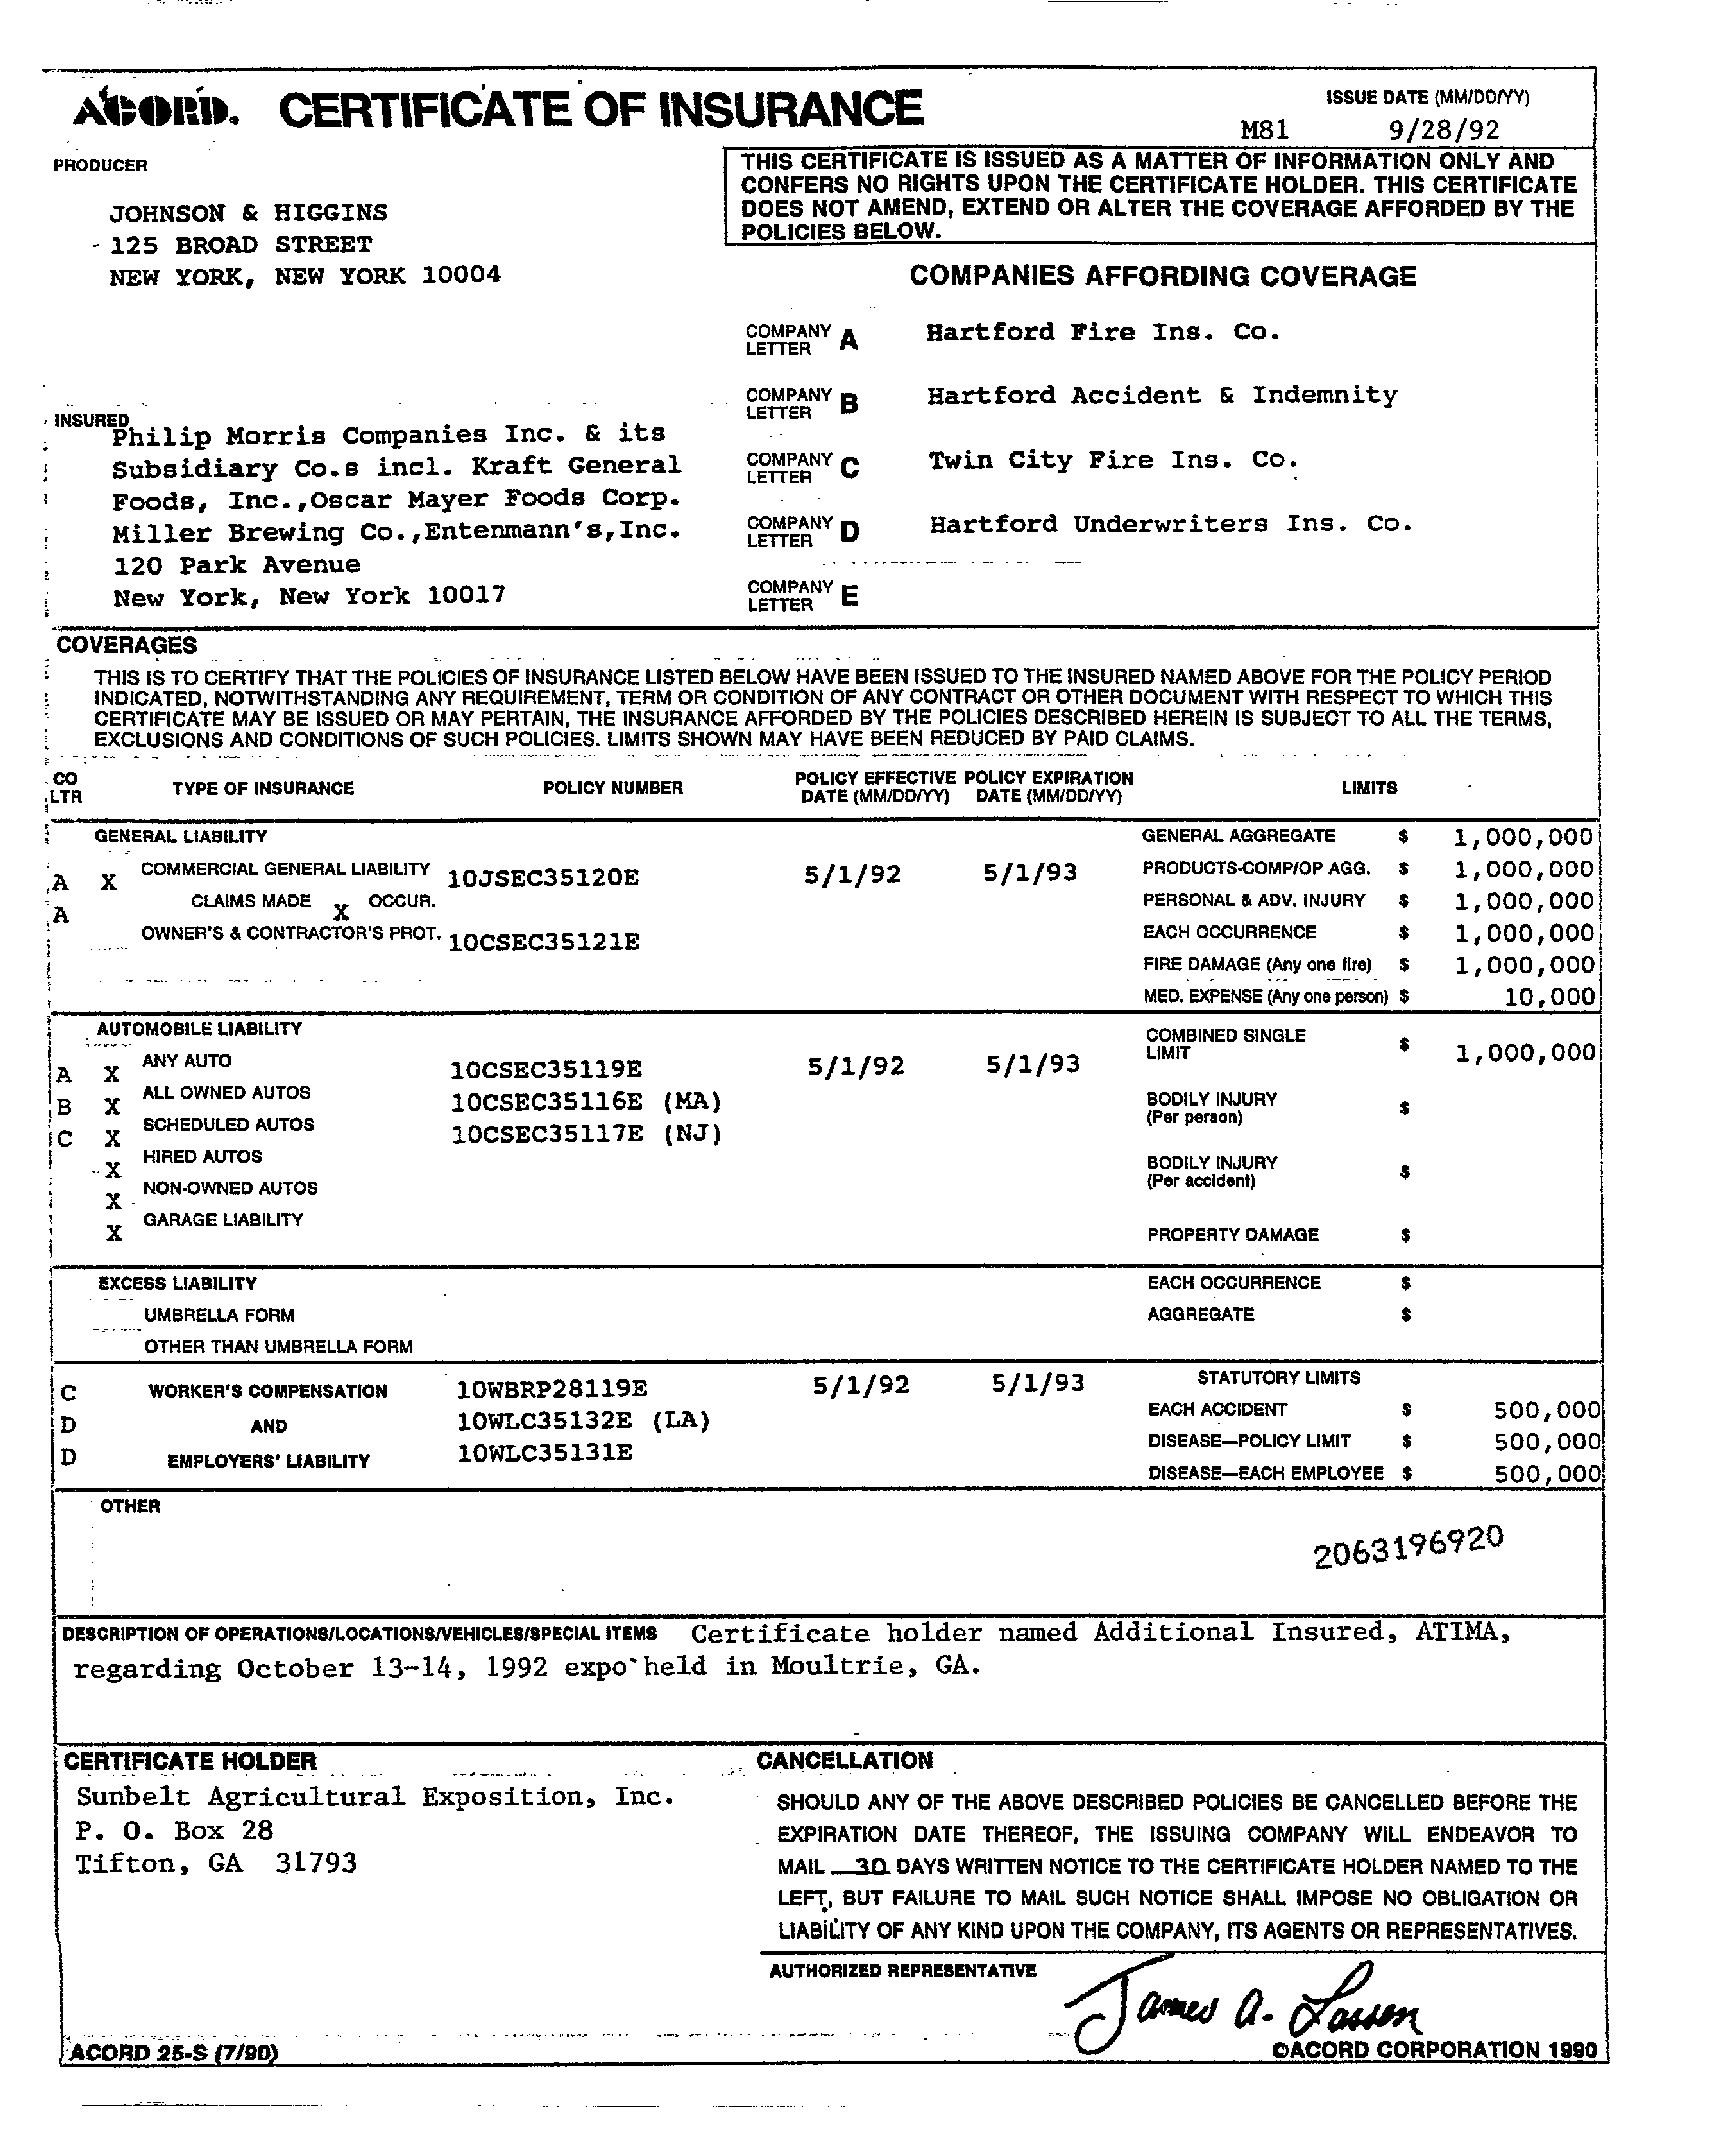 ACORD. CERTIFICATE OF INSURANCE
ISSUE DATE (MM/DD/YY)
M81 9/28/92
PRODUCER
JOHNSON & HIGGINS
125 BROAD STREET
NEW YORK, NEW YORK 10004
THIS CERTIFICATE IS ISSUED AS A MATTER OF INFORMATION ONLY AND
CONFERS NO RIGHTS UPON THE CERTIFICATE HOLDER. THIS CERTIFICATE
DOES NOT AMEND, EXTEND OR ALTER THE COVERAGE AFFORDED BY THE
POLICIES BELOW.
COMPANIES AFFORDING COVERAGE
COMPANY LETTER A Hartford Fire Ins. Co.
COMPANY LETTER B Hartford Accident & Indemnity
COMPANY LETTER C Twin City Fire Ins. Co.
COMPANY LETTER D Hartford Underwriters Ins. Co.
COMPANY LETTER E
INSURED
Philip Morris Companies Inc. & its
Subsidiary Co.s incl. Kraft General
Foods, Inc.,Oscar Mayer Foods Corp.
Miller Brewing Co.,Entenmann's,Inc.
120 Park Avenue
New York, New York 10017
COVERAGES
THIS IS TO CERTIFY THAT THE POLICIES OF INSURANCE LISTED BELOW HAVE BEEN ISSUED TO THE INSURED NAMED ABOVE FOR THE POLICY PERIOD
INDICATED, NOTWITHSTANDING ANY REQUIREMENT, TERM OR CONDITION OF ANY CONTRACT OR OTHER DOCUMENT WITH RESPECT TO WHICH THIS
CERTIFICATE MAY BE ISSUED OR MAY PERTAIN, THE INSURANCE AFFORDED BY THE POLICIES DESCRIBED HEREIN IS SUBJECT TO ALL THE TERMS,
EXCLUSIONS AND CONDITIONS OF SUCH POLICIES. LIMITS SHOWN MAY HAVE BEEN REDUCED BY PAID CLAIMS.
CO LTR TYPE OF INSURANCE POLICY NUMBER POLICY EFFECTIVE DATE (MM/DD/YY) POLICY EXPIRATION DATE (MM/DD/YY) LIMITS
GENERAL LIABILITY GENERAL AGGREGATE $ 1,000,000
A X COMMERCIAL GENERAL LIABILITY 10JSEC35120E 5/1/92 5/1/93 PRODUCTS-COMP/OP AGG. $ 1,000,000
A CLAIMS MADE X OCCUR. PERSONAL & ADV. INJURY $ 1,000,000
OWNER'S & CONTRACTOR'S PROT. 10CSEC35121E EACH OCCURRENCE $ 1,000,000
FIRE DAMAGE (Any one fire) $ 1,000,000
MED. EXPENSE (Any one person) $ 10,000
AUTOMOBILE LIABILITY COMBINED SINGLE LIMIT $ 1,000,000
A X ANY AUTO 10CSEC35119E 5/1/92 5/1/93
B X ALL OWNED AUTOS 10CSEC35116E (MA) BODILY INJURY (Per person) $
C X SCHEDULED AUTOS 10CSEC35117E (NJ)
X HIRED AUTOS BODILY INJURY (Per accident) $
X NON-OWNED AUTOS
X GARAGE LIABILITY PROPERTY DAMAGE $
EXCESS LIABILITY EACH OCCURRENCE $
UMBRELLA FORM AGGREGATE $
OTHER THAN UMBRELLA FORM
STATUTORY LIMITS
C WORKER'S COMPENSATION 10WBRP28119E 5/1/92 5/1/93 EACH ACCIDENT $ 500,000
D AND 10WLC35132E (LA) DISEASE—POLICY LIMIT $ 500,000
D EMPLOYERS' LIABILITY 10WLC35131E DISEASE—EACH EMPLOYEE $ 500,000
OTHER
2063196920
DESCRIPTION OF OPERATIONS/LOCATIONS/VEHICLES/SPECIAL ITEMS Certificate holder named Additional Insured, ATIMA,
regarding October 13-14, 1992 expo held in Moultrie, GA.
CERTIFICATE HOLDER
Sunbelt Agricultural Exposition, Inc.
P. O. Box 28
Tifton, GA 31793
CANCELLATION
SHOULD ANY OF THE ABOVE DESCRIBED POLICIES BE CANCELLED BEFORE THE
EXPIRATION DATE THEREOF, THE ISSUING COMPANY WILL ENDEAVOR TO
MAIL 30 DAYS WRITTEN NOTICE TO THE CERTIFICATE HOLDER NAMED TO THE
LEFT, BUT FAILURE TO MAIL SUCH NOTICE SHALL IMPOSE NO OBLIGATION OR
LIABILITY OF ANY KIND UPON THE COMPANY, ITS AGENTS OR REPRESENTATIVES.
AUTHORIZED REPRESENTATIVE
James A. Lassen
ACORD 25-S (7/90)
©ACORD CORPORATION 1990